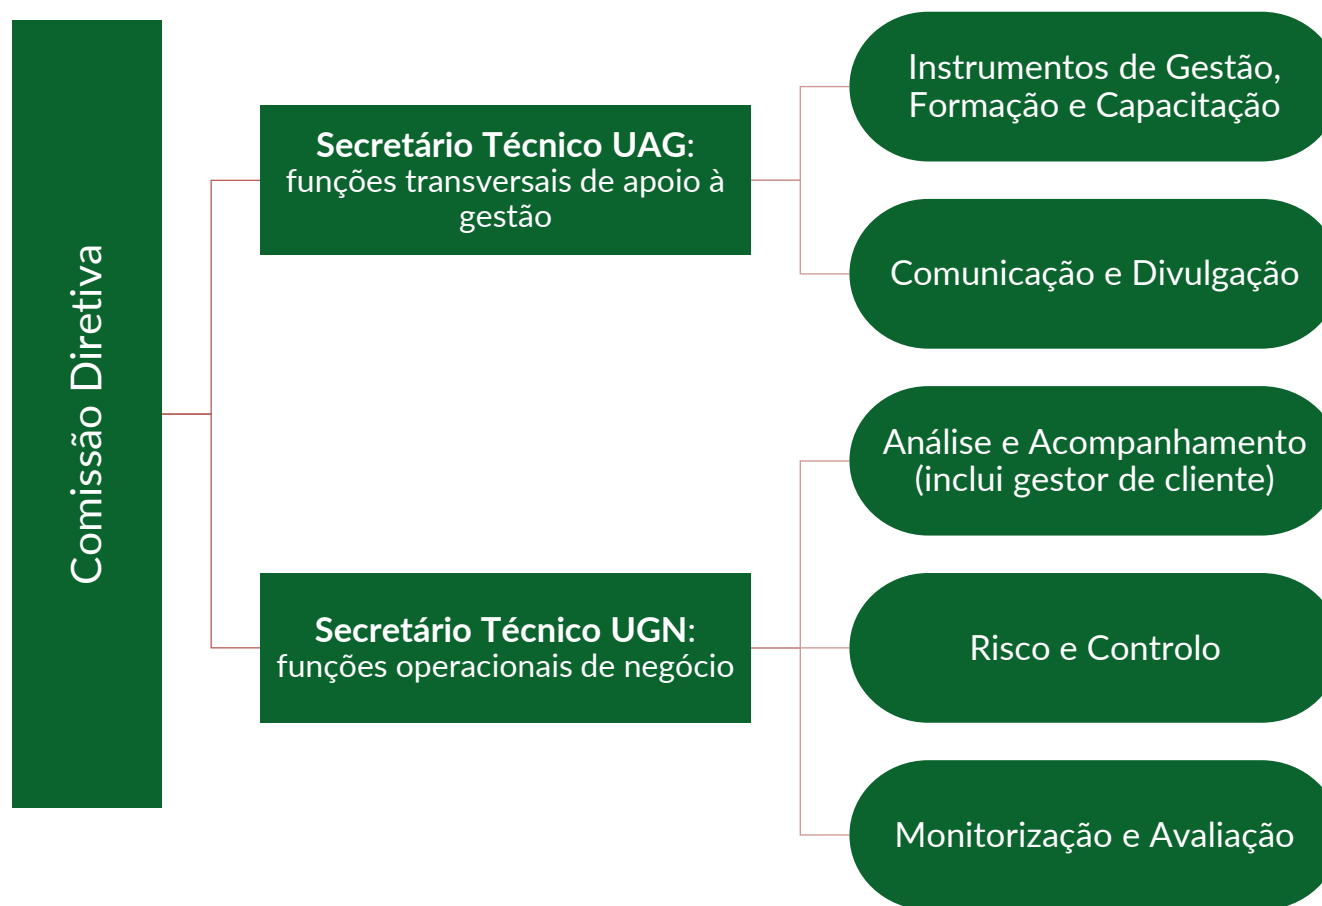 Comissão Diretiva
Secretário Técnico UAG:
funções transversais de apoio à
gestão
Instrumentos de Gestão,
Formação e Capacitação
Comunicação e Divulgação
Secretário Técnico UGN:
funções operacionais de negócio
Análise e Acompanhamento
(inclui gestor de cliente)
Risco e Controlo
Monitorização e Avaliação